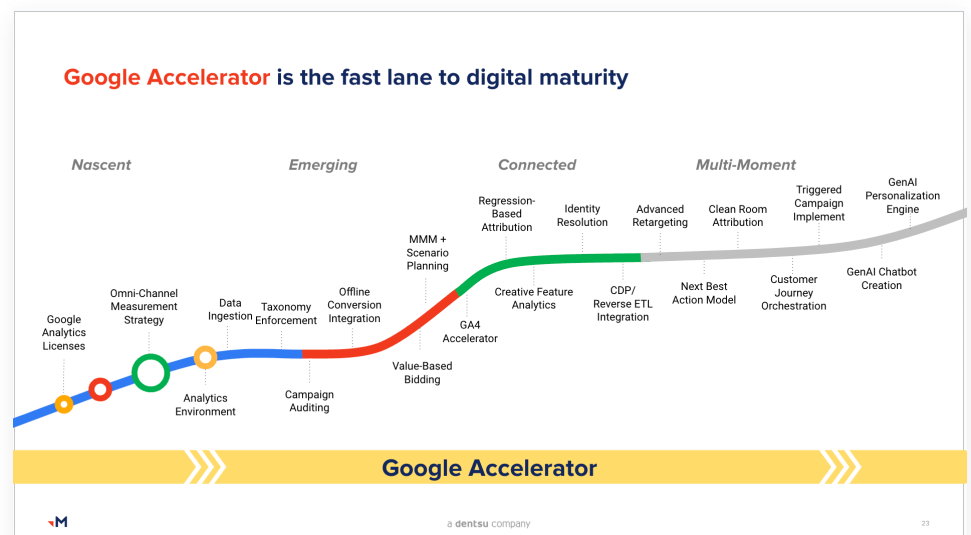 Google Accelerator is the fast lane to digital maturity
Nascent
Emerging
Connected
Multi-Moment
Google
Analytics
Licenses
Omni-Channel
Measurement
Strategy
Analytics
Environment
Data
Ingestion
Taxonomy
Enforcement
Campaign
Auditing
Offline
Conversion
Integration
Value-Based
Bidding
MMM +
Scenario
Planning
GA4
Accelerator
Regression-
Based
Attribution
Creative Feature
Analytics
Identity
Resolution
CDP/
Reverse ETL
Integration
Advanced
Retargeting
Next Best
Action Model
Clean Room
Attribution
Customer
Journey
Orchestration
Triggered
Campaign
Implement
GenAI Chatbot
Creation
GenAI
Personalization
Engine
Google Accelerator
M
a dentsu company
23